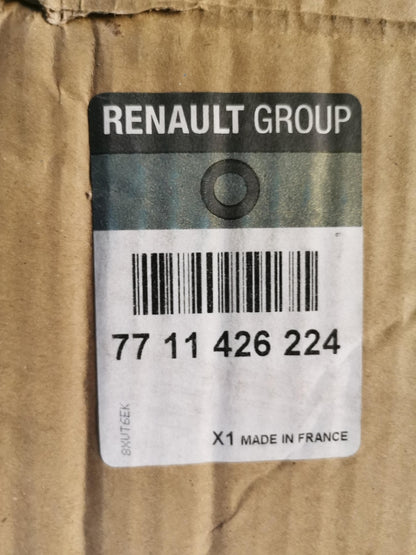 RENAULT GROUP
77 11 426 224
8XUT6EK
X1 MADE IN FRANCE